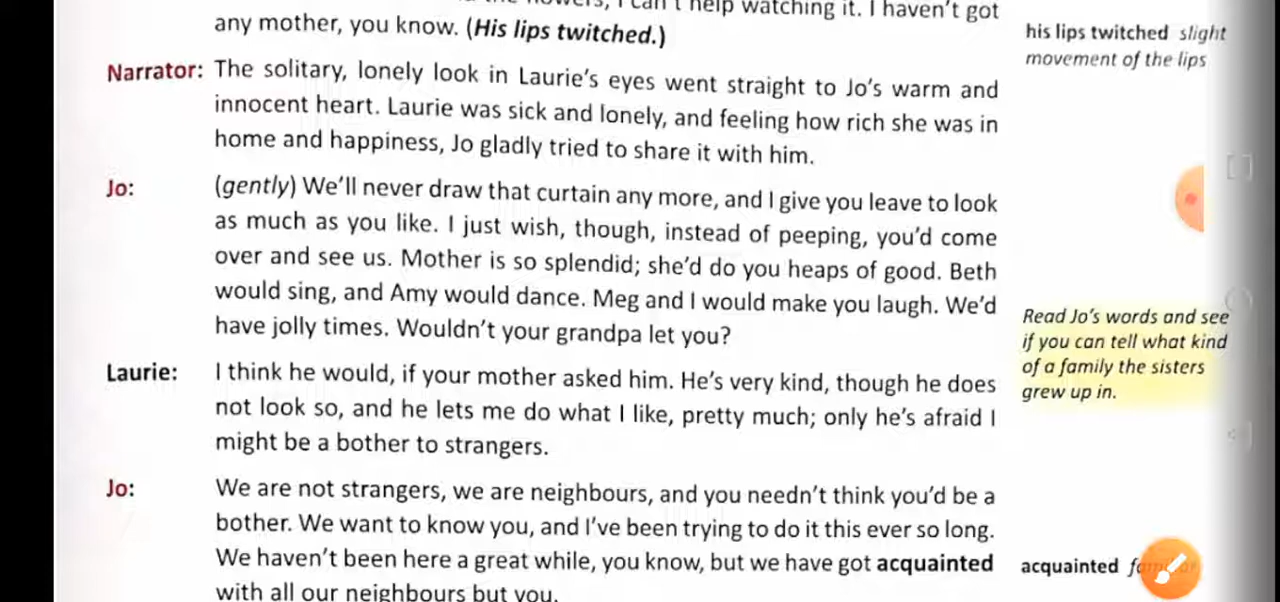 help watching it. I haven't got
any mother, you know. (His lips twitched.)
his lips twitched slight
movement of the lips
Narrator: The solitary, lonely look in Laurie's eyes went straight to Jo's warm and
innocent heart. Laurie was sick and lonely, and feeling how rich she was in
home and happiness, Jo gladly tried to share it with him.
Jo: (gently) We'll never draw that curtain any more, and I give you leave to look
as much as you like. I just wish, though, instead of peeping, you'd come
over and see us. Mother is so splendid; she'd do you heaps of good. Beth
would sing, and Amy would dance. Meg and I would make you laugh. We'd
have jolly times. Wouldn't your grandpa let you?
Read Jo's words and see
if you can tell what kind
of a family the sisters
grew up in.
Laurie: I think he would, if your mother asked him. He's very kind, though he does
not look so, and he lets me do what I like, pretty much; only he's afraid I
might be a bother to strangers.
Jo: We are not strangers, we are neighbours, and you needn't think you'd be a
bother. We want to know you, and I've been trying to do it this ever so long.
We haven't been here a great while, you know, but we have got acquainted
with all our neighbours but you.
acquainted